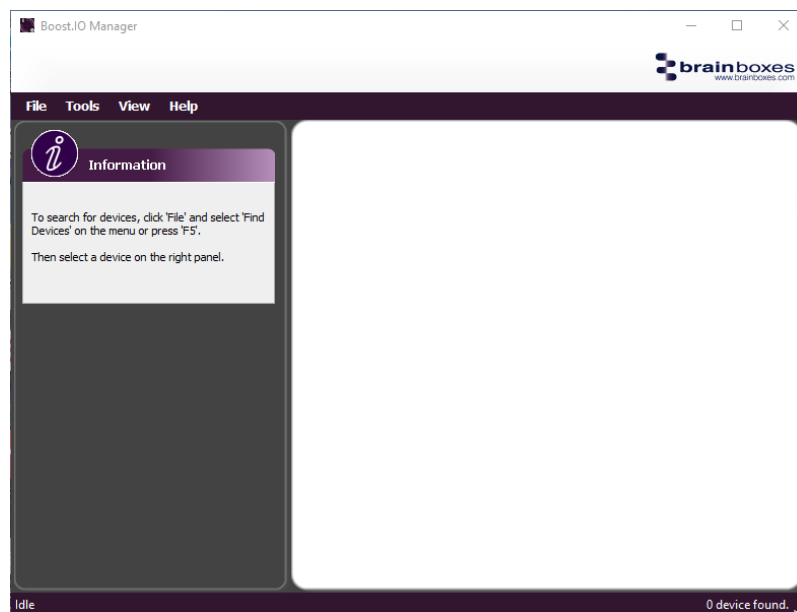 Boost.IO Manager
brainboxes
www.brainboxes.com
File Tools View Help
Information
To search for devices, click 'File' and select 'Find
Devices' on the menu or press 'F5'.
Then select a device on the right panel.
Idle
0 device found.